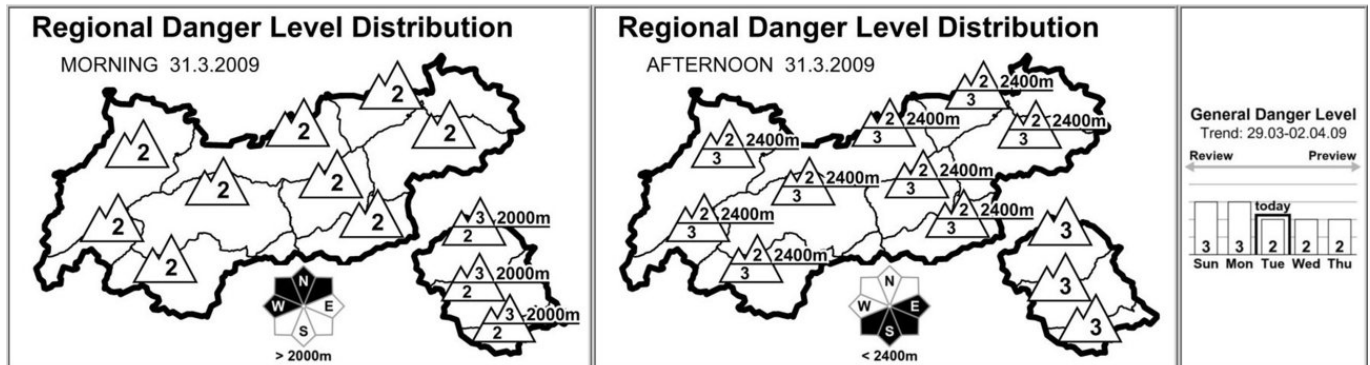 Regional Danger Level Distribution
MORNING 31.3.2009
2
2
2
2
2
2
2
2
2
3 2000m
2
3 2000m
2
3 2000m
2
N
W E
S
> 2000m
Regional Danger Level Distribution
AFTERNOON 31.3.2009
2 2400m
3
2 2400m
3
2 2400m
3
2 2400m
3
2 2400m
3
2 2400m
3
2 2400m
3
2 2400m
3
2 2400m
3
3
3
3
N
W E
S
< 2400m
General Danger Level
Trend: 29.03-02.04.09
Review Preview
today
3 3 2 2 2
Sun Mon Tue Wed Thu